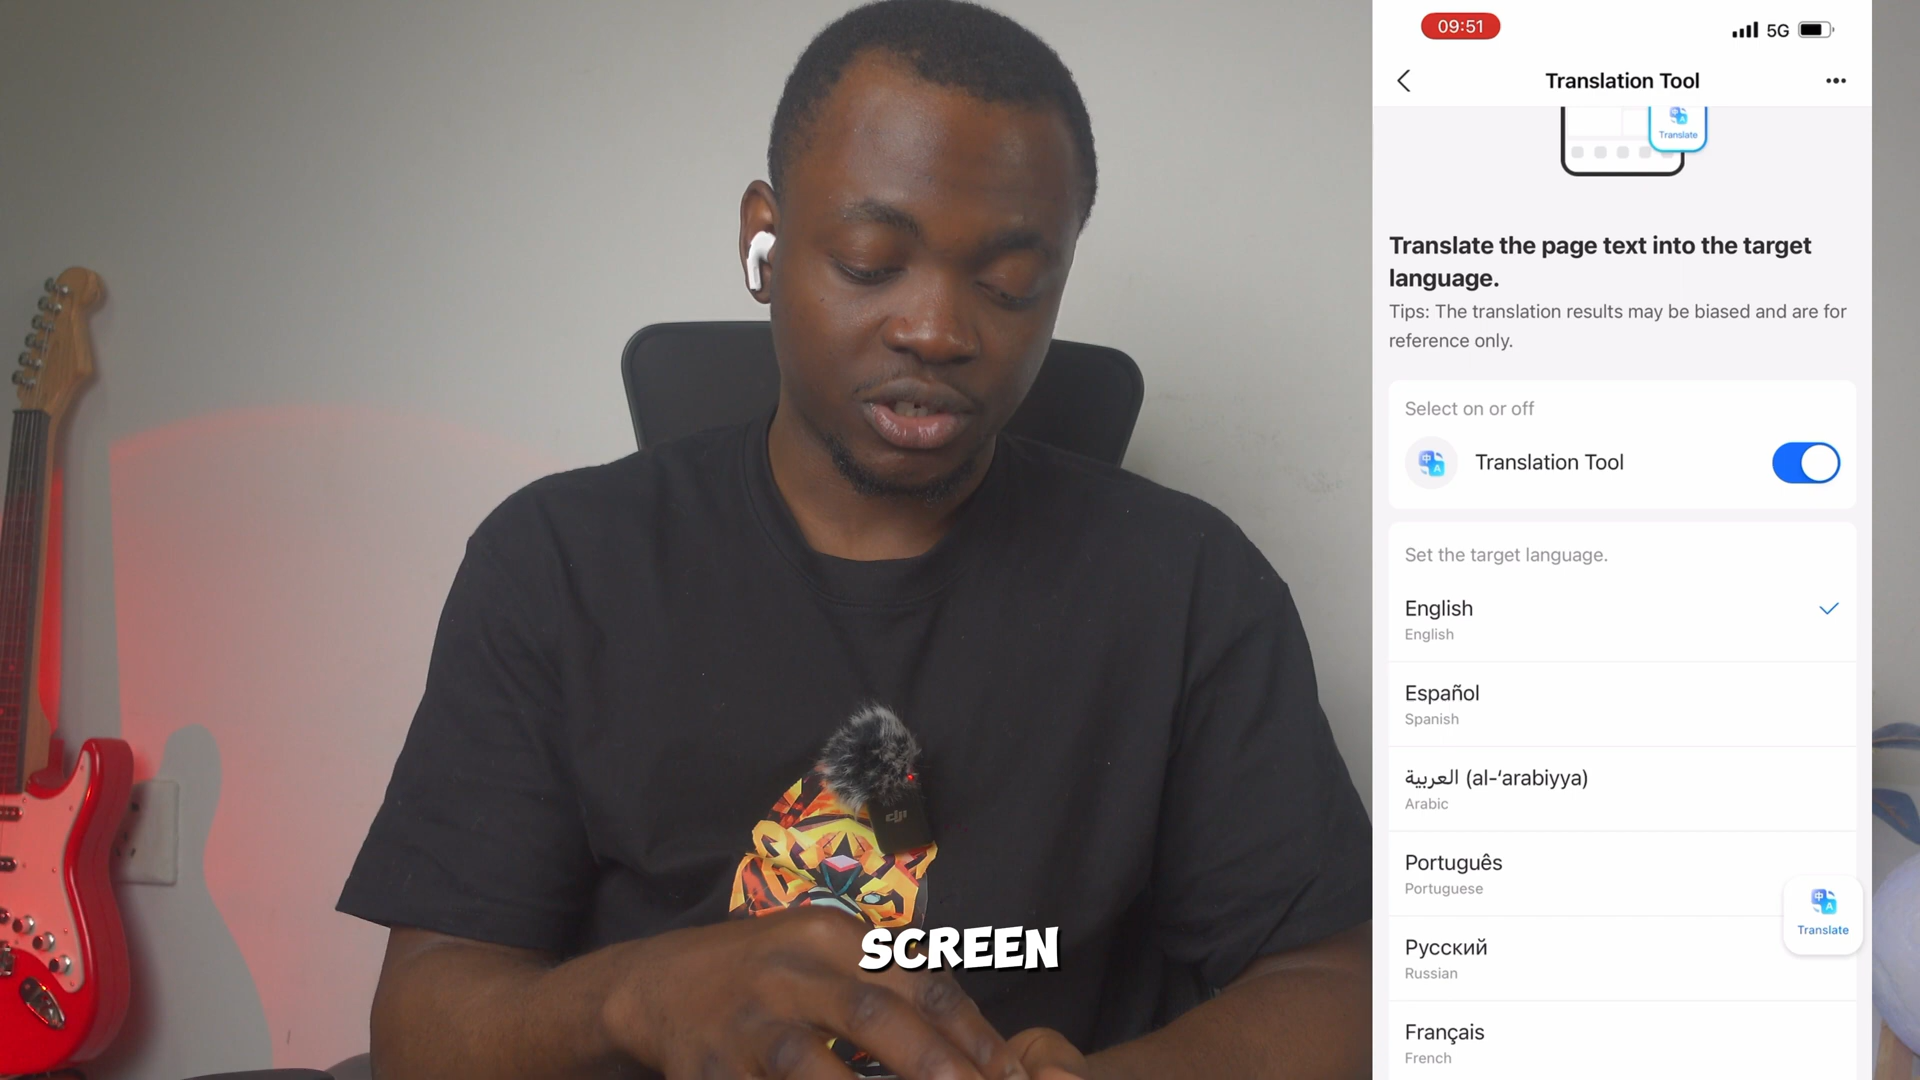 09:51
5G
Translation Tool
Translate
Translate the page text into the target
language.
Tips: The translation results may be biased and are for
reference only.
Select on or off
Translation Tool
Set the target language.
English
English
Español
Spanish
العربية (al-‘arabiyya)
Arabic
Português
Portuguese
Русский
Russian
Français
French
Translate
dji
SCREEN